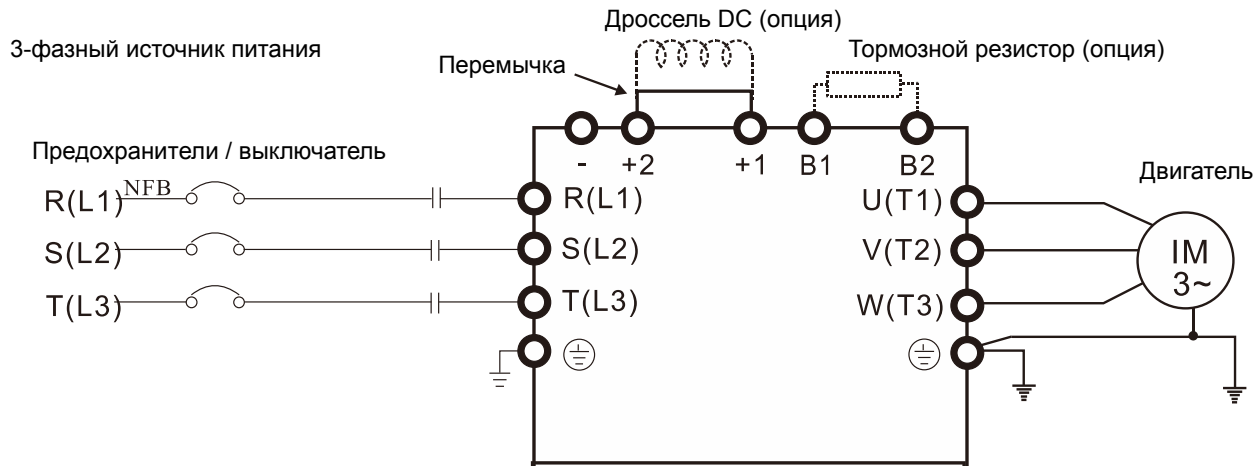 Дроссель DC (опция)
3-фазный источник питания
Тормозной резистор (опция)
Перемычка
Предохранители / выключатель
- +2 +1 B1 B2
Двигатель
R(L1) NFB R(L1) U(T1)
S(L2) S(L2) V(T2) IM
3~
T(L3) T(L3) W(T3)